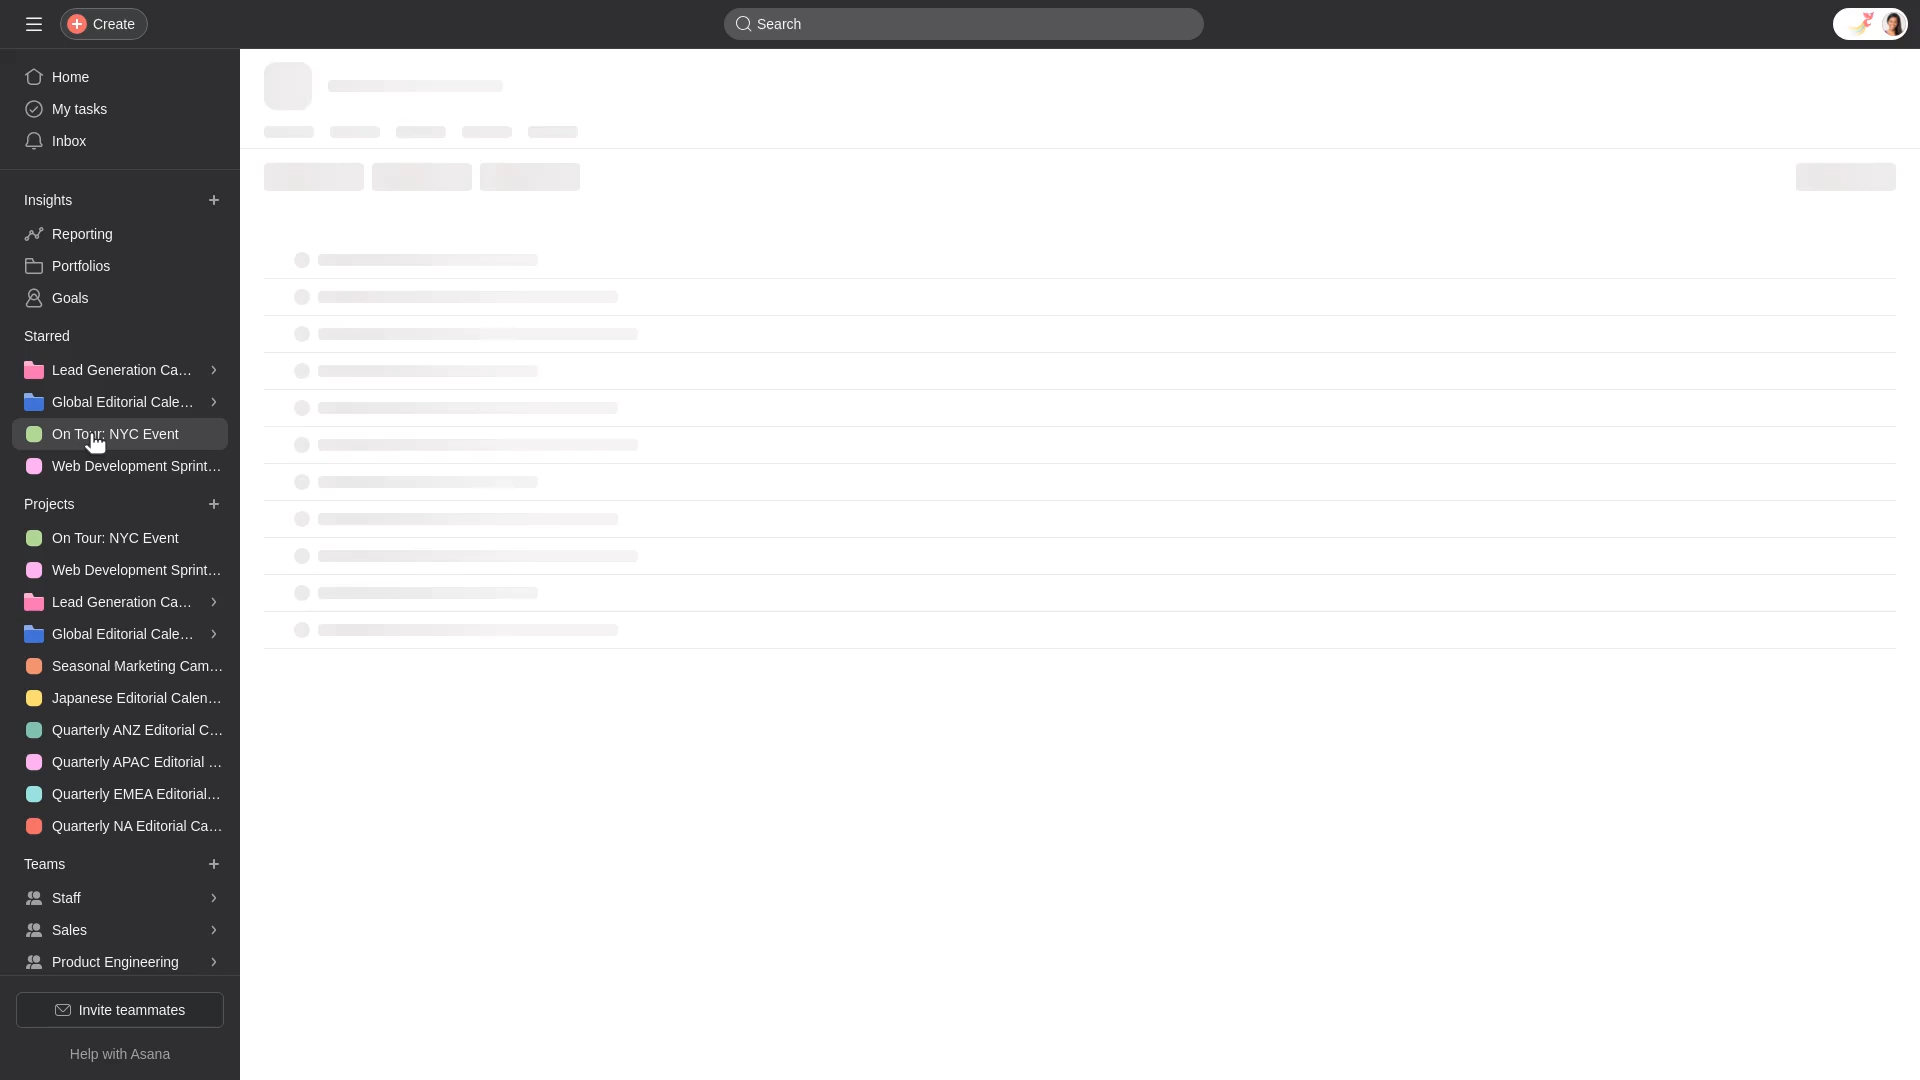 Create
Search
Home
My tasks
Inbox
Insights
Reporting
Portfolios
Goals
Starred
Lead Generation Ca...
Global Editorial Cale...
On Tour: NYC Event
Web Development Sprint...
Projects
On Tour: NYC Event
Web Development Sprint...
Lead Generation Ca...
Global Editorial Cale...
Seasonal Marketing Cam...
Japanese Editorial Calen...
Quarterly ANZ Editorial C...
Quarterly APAC Editorial ...
Quarterly EMEA Editorial...
Quarterly NA Editorial Ca...
Teams
Staff
Sales
Product Engineering
Invite teammates
Help with Asana